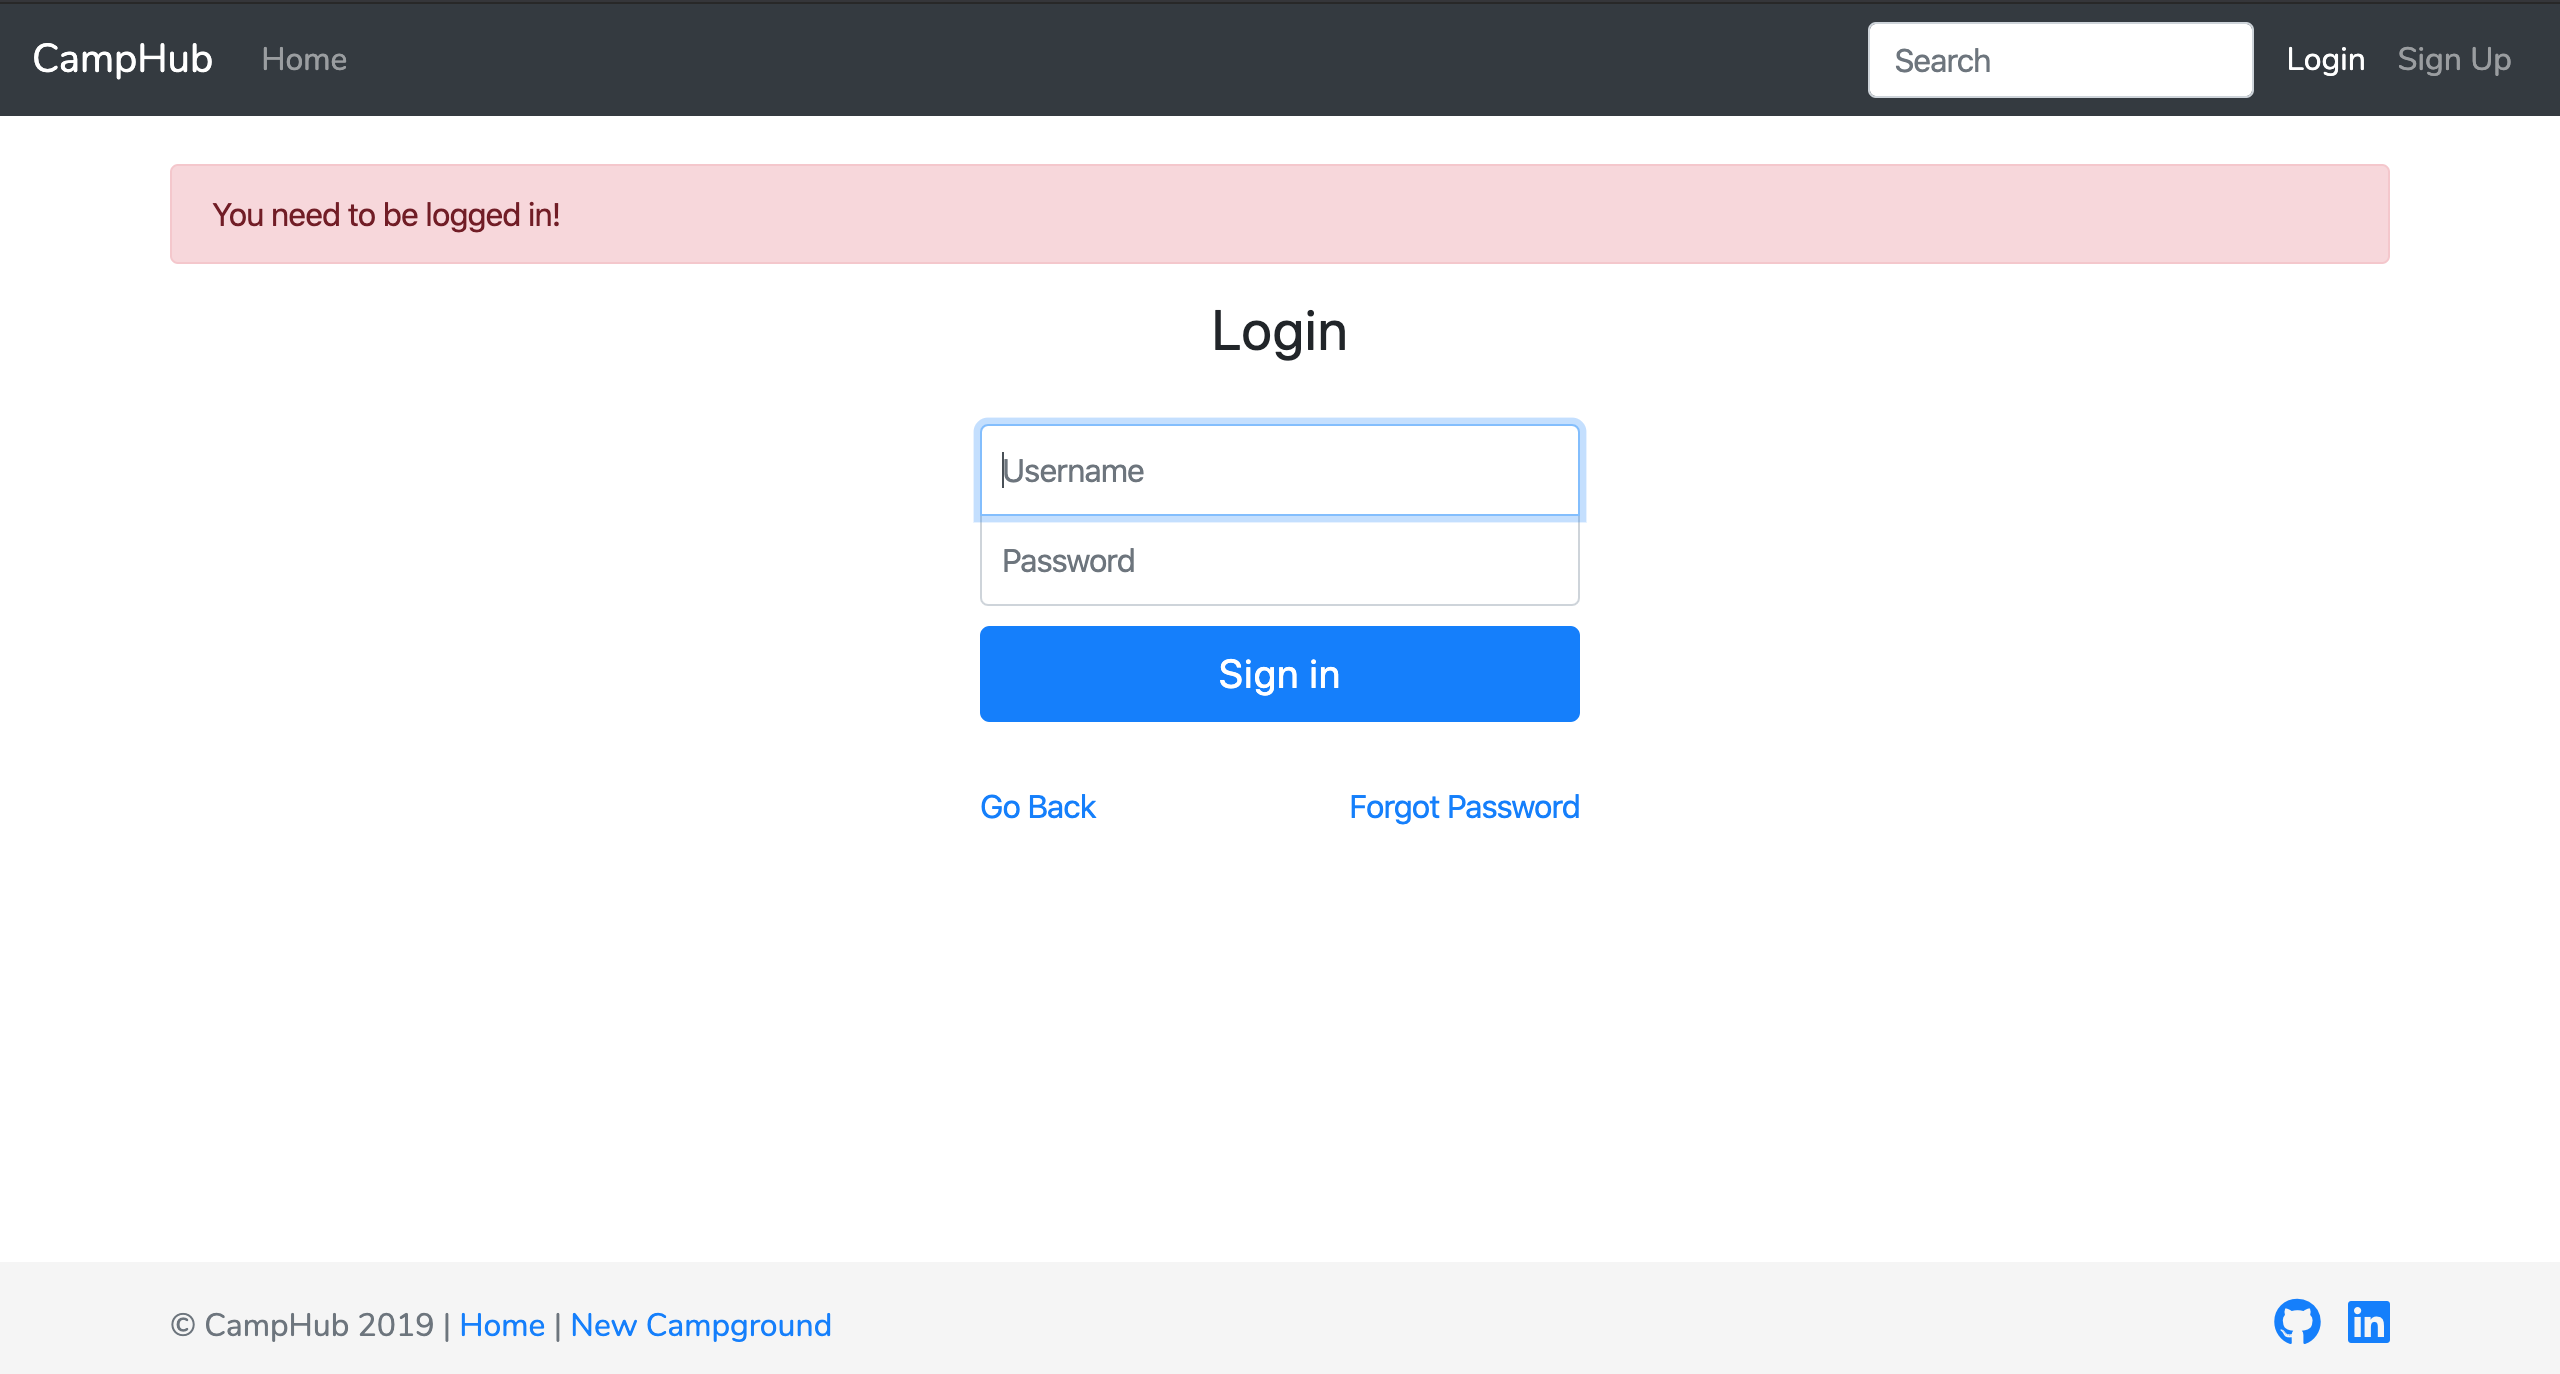 CampHub Home Search Login Sign Up
You need to be logged in!
Login
Username
Password
Sign in
Go Back Forgot Password
© CampHub 2019 | Home | New Campground in